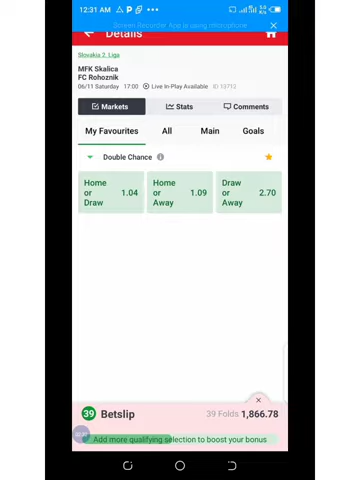 12:31 AM
Screen Recorder Ace is using microphone
Details
Slovakia 2. Liga
MFK Skalica
FC Rohoznik
06/11 Saturday 17:00 Live In Play Available ID 13712
Markets Stats Comments
My Favourites All Main Goals
Double Chance
Home or Draw 1.04
Home or Away 1.09
Draw or Away 2.70
39 Betslip 39 Folds 1,866.78
Add more qualifying selection to boost your bonus